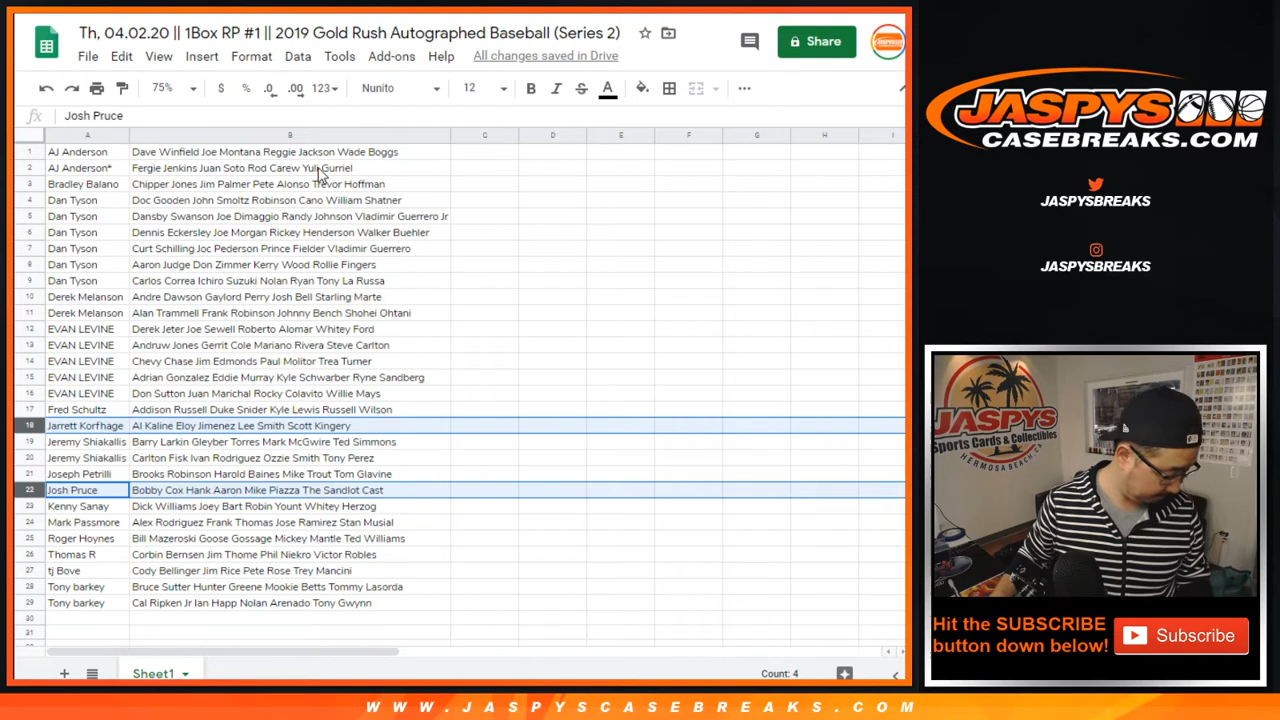 Th, 04.02.20 || 1Box RP #1 || 2019 Gold Rush Autographed Baseball (Series 2)
File Edit View Insert Format Data Tools Add-ons Help All changes saved in Drive
Share
75% $ % .0 .00 123 Nunito 12 B I S A
fx Josh Pruce
A B C D E F G H I
1 AJ Anderson Dave Winfield Joe Montana Reggie Jackson Wade Boggs
2 AJ Anderson* Fergie Jenkins Juan Soto Rod Carew Yuli Gurriel
3 Bradley Balano Chipper Jones Jim Palmer Pete Alonso Trevor Hoffman
4 Dan Tyson Doc Gooden John Smoltz Robinson Cano William Shatner
5 Dan Tyson Dansby Swanson Joe Dimaggio Randy Johnson Vladimir Guerrero Jr
6 Dan Tyson Dennis Eckersley Joe Morgan Rickey Henderson Walker Buehler
7 Dan Tyson Curt Schilling Joc Pederson Prince Fielder Vladimir Guerrero
8 Dan Tyson Aaron Judge Don Zimmer Kerry Wood Rollie Fingers
9 Dan Tyson Carlos Correa Ichiro Suzuki Nolan Ryan Tony La Russa
10 Derek Melanson Andre Dawson Gaylord Perry Josh Bell Starling Marte
11 Derek Melanson Alan Trammell Frank Robinson Johnny Bench Shohei Ohtani
12 EVAN LEVINE Derek Jeter Joe Sewell Roberto Alomar Whitey Ford
13 EVAN LEVINE Andruw Jones Gerrit Cole Mariano Rivera Steve Carlton
14 EVAN LEVINE Chevy Chase Jim Edmonds Paul Molitor Trea Turner
15 EVAN LEVINE Adrian Gonzalez Eddie Murray Kyle Schwarber Ryne Sandberg
16 EVAN LEVINE Don Sutton Juan Marichal Rocky Colavito Willie Mays
17 Fred Schultz Addison Russell Duke Snider Kyle Lewis Russell Wilson
18 Jarrett Korfhage Al Kaline Eloy Jimenez Lee Smith Scott Kingery
19 Jeremy Shiakallis Barry Larkin Gleyber Torres Mark McGwire Ted Simmons
20 Jeremy Shiakallis Carlton Fisk Ivan Rodriguez Ozzie Smith Tony Perez
21 Joseph Petrilli Brooks Robinson Harold Baines Mike Trout Tom Glavine
22 Josh Pruce Bobby Cox Hank Aaron Mike Piazza The Sandlot Cast
23 Kenny Sanay Dick Williams Joey Bart Robin Yount Whitey Herzog
24 Mark Passmore Alex Rodriguez Frank Thomas Jose Ramirez Stan Musial
25 Roger Hoynes Bill Mazeroski Goose Gossage Mickey Mantle Ted Williams
26 Thomas R Corbin Bernsen Jim Thome Phil Niekro Victor Robles
27 tj Bove Cody Bellinger Jim Rice Pete Rose Trey Mancini
28 Tony barkey Bruce Sutter Hunter Greene Mookie Betts Tommy Lasorda
29 Tony barkey Cal Ripken Jr Ian Happ Nolan Arenado Tony Gwynn
30
31
Sheet1 Count: 4
JASPYS
CASEBREAKS.COM
JASPYSBREAKS
JASPYSBREAKS
JASPYS
Sports Cards & Collectibles
HERMOSA BEACH, CA.
Hit the SUBSCRIBE
button down below!
Subscribe
WWW.JASPYSCASEBREAKS.COM